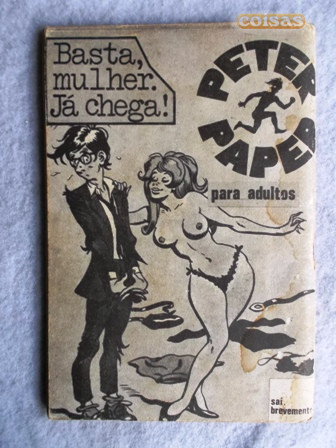 coisas
Basta,
mulher.
Já chega!
PETER
PAPER
para adultos
sai
brevemente